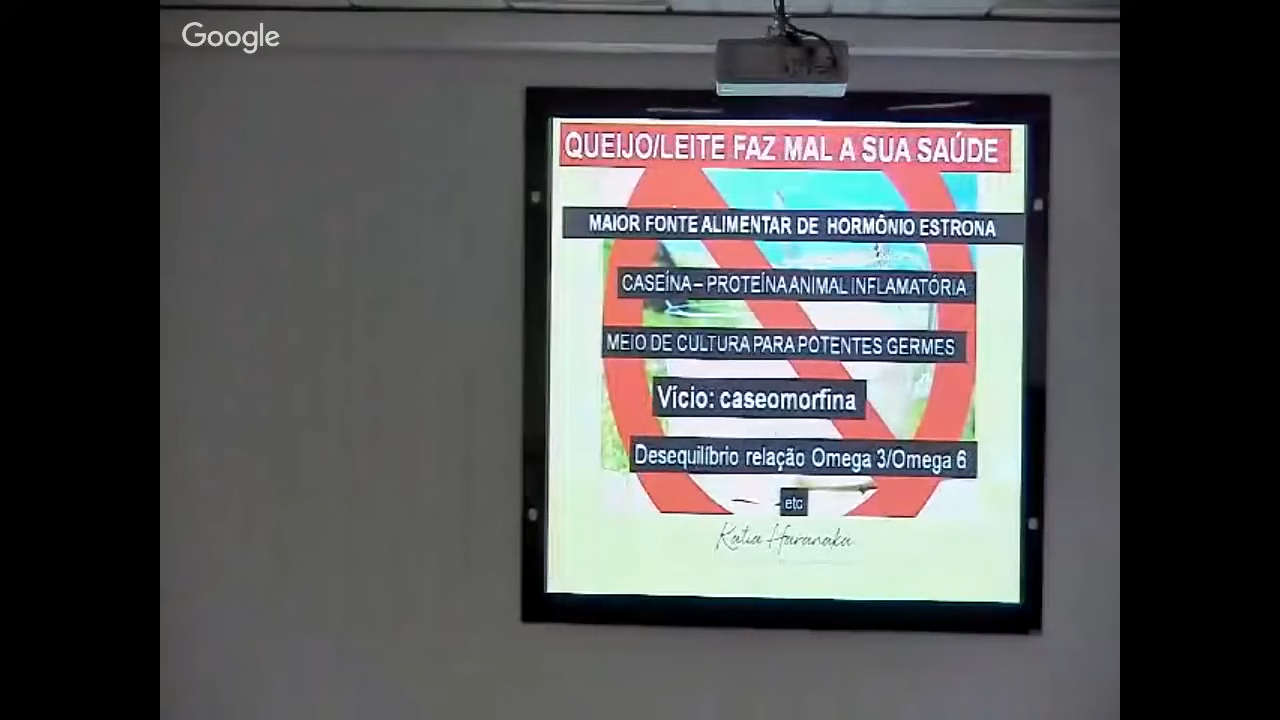 Google
QUEIJO/LEITE FAZ MAL A SUA SAÚDE
MAIOR FONTE ALIMENTAR DE HORMÔNIO ESTRONA
CASEÍNA – PROTEÍNA ANIMAL INFLAMATÓRIA
MEIO DE CULTURA PARA POTENTES GERMES
Vício: caseomorfina
Desequilíbrio relação Omega 3/Omega 6
etc
Katia Haranaka